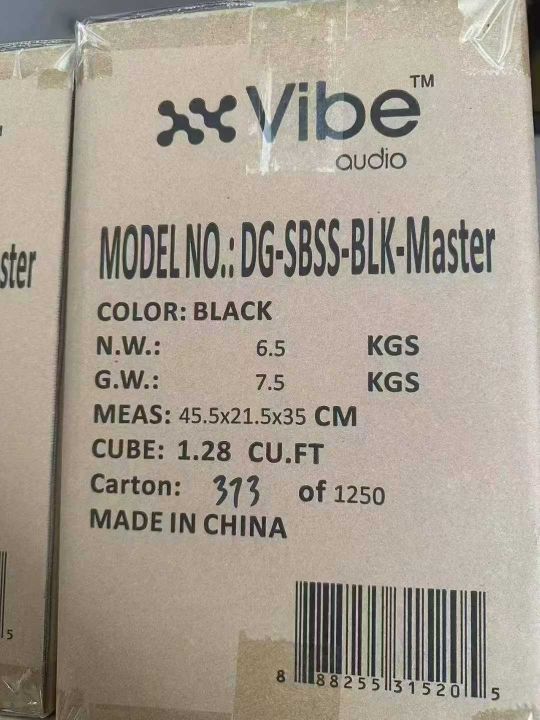 Vibe™
audio
MODEL NO.: DG-SBSS-BLK-Master
COLOR: BLACK
N.W.: 6.5 KGS
G.W.: 7.5 KGS
MEAS: 45.5x21.5x35 CM
CUBE: 1.28 CU.FT
Carton: 373 of 1250
MADE IN CHINA
8 88255 31520 5
ster
5